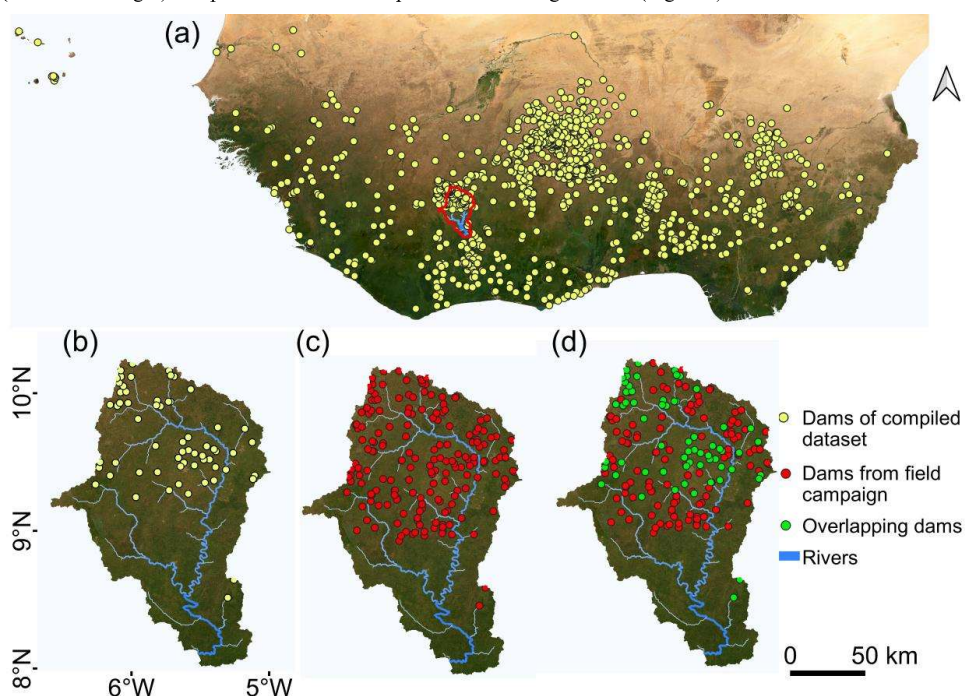 (a)
(b)
(c)
(d)
10°N
9°N
8°N
6°W
5°W
Dams of compiled
dataset
Dams from field
campaign
Overlapping dams
Rivers
0
50 km